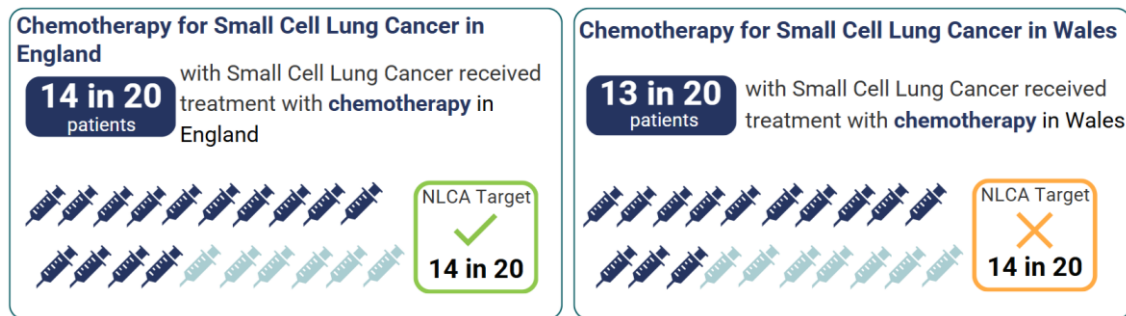 Chemotherapy for Small Cell Lung Cancer in
England
14 in 20
patients
with Small Cell Lung Cancer received
treatment with chemotherapy in
England
NLCA Target
14 in 20
Chemotherapy for Small Cell Lung Cancer in Wales
13 in 20
patients
with Small Cell Lung Cancer received
treatment with chemotherapy in Wales
NLCA Target
14 in 20